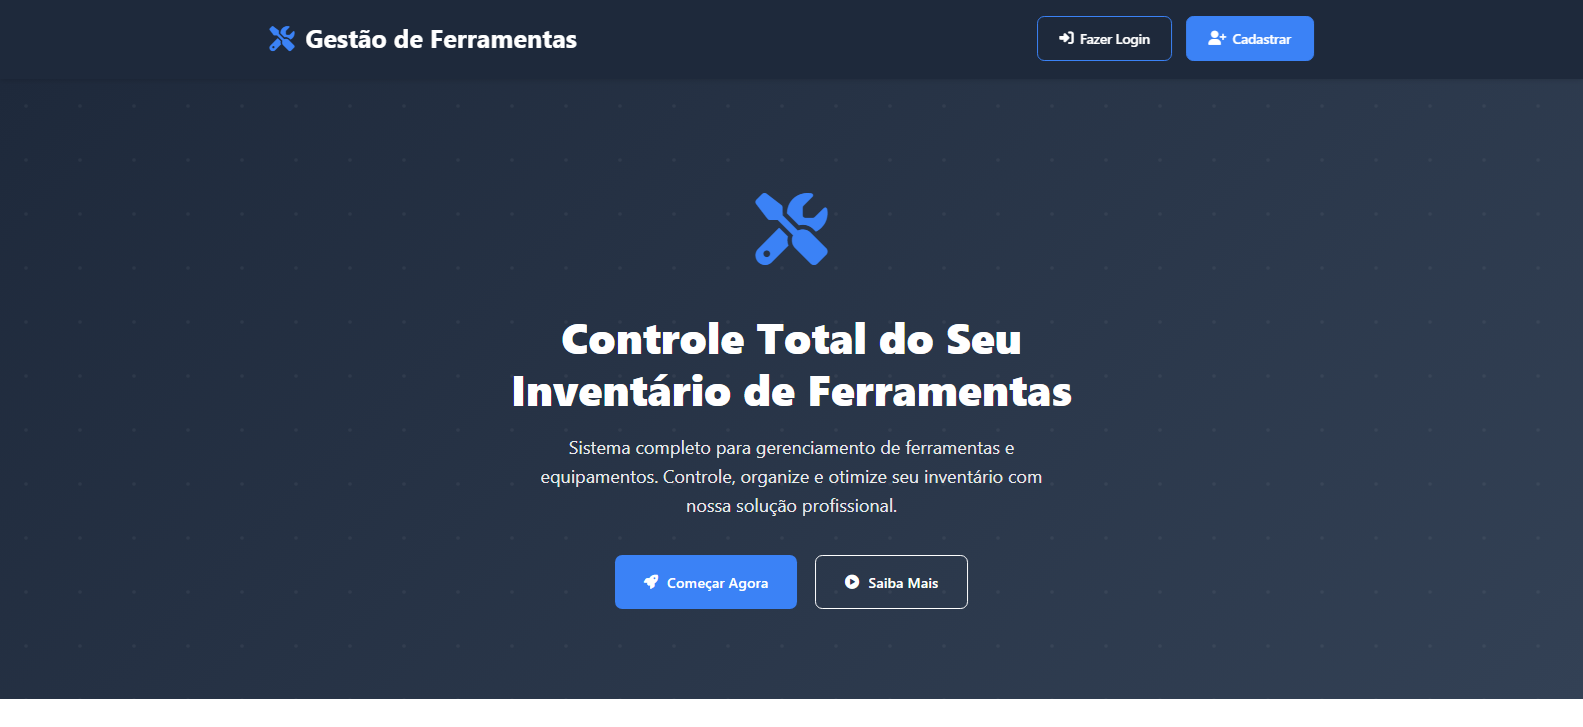 Gestão de Ferramentas
Fazer Login
Cadastrar
Controle Total do Seu
Inventário de Ferramentas
Sistema completo para gerenciamento de ferramentas e
equipamentos. Controle, organize e otimize seu inventário com
nossa solução profissional.
Começar Agora
Saiba Mais